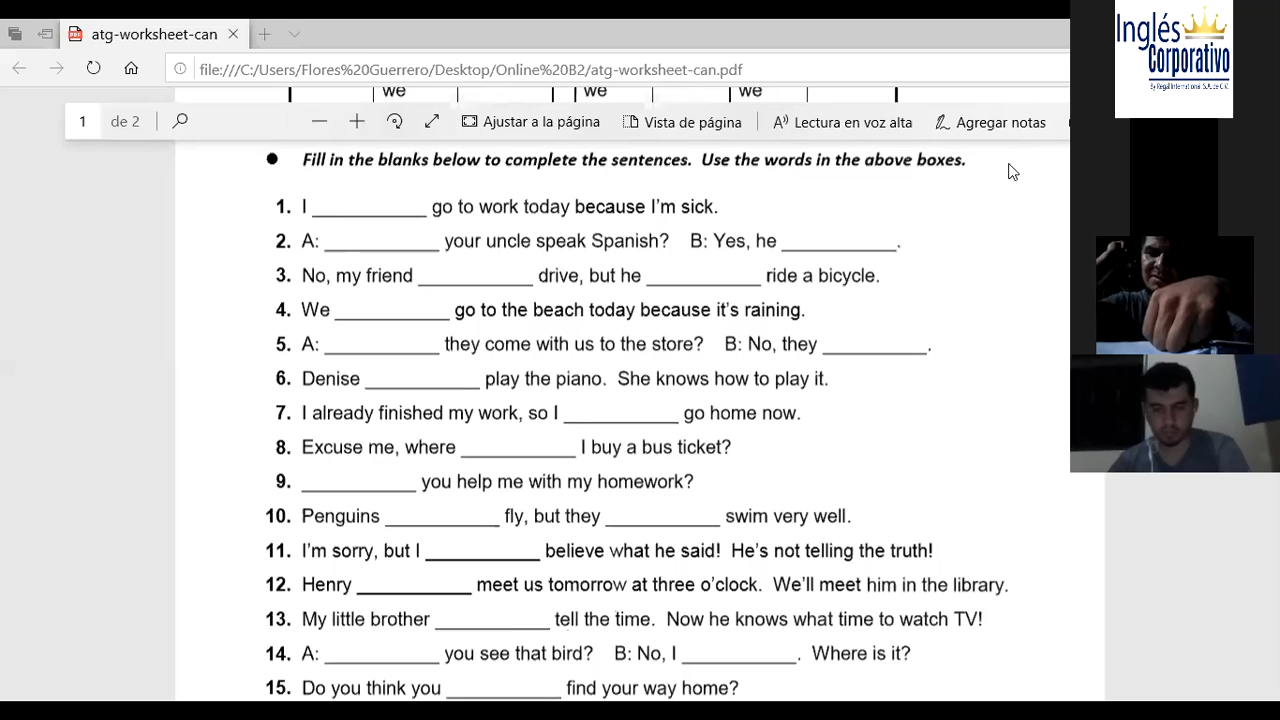 atg-worksheet-can
file:///C:/Users/Flores%20Guerrero/Desktop/Online%20B2/atg-worksheet-can.pdf
we we we
1 de 2 Ajustar a la página Vista de página Lectura en voz alta Agregar notas
Inglés
Corporativo
By Regal International S.A. de C.V.
● Fill in the blanks below to complete the sentences. Use the words in the above boxes.
1. I ___________ go to work today because I'm sick.
2. A: ___________ your uncle speak Spanish? B: Yes, he ___________.
3. No, my friend ___________ drive, but he ___________ ride a bicycle.
4. We ___________ go to the beach today because it's raining.
5. A: ___________ they come with us to the store? B: No, they __________.
6. Denise ___________ play the piano. She knows how to play it.
7. I already finished my work, so I ___________ go home now.
8. Excuse me, where ___________ I buy a bus ticket?
9. ___________ you help me with my homework?
10. Penguins ___________ fly, but they ___________ swim very well.
11. I'm sorry, but I ___________ believe what he said! He's not telling the truth!
12. Henry ___________ meet us tomorrow at three o'clock. We'll meet him in the library.
13. My little brother ___________ tell the time. Now he knows what time to watch TV!
14. A: ___________ you see that bird? B: No, I ___________. Where is it?
15. Do you think you ___________ find your way home?